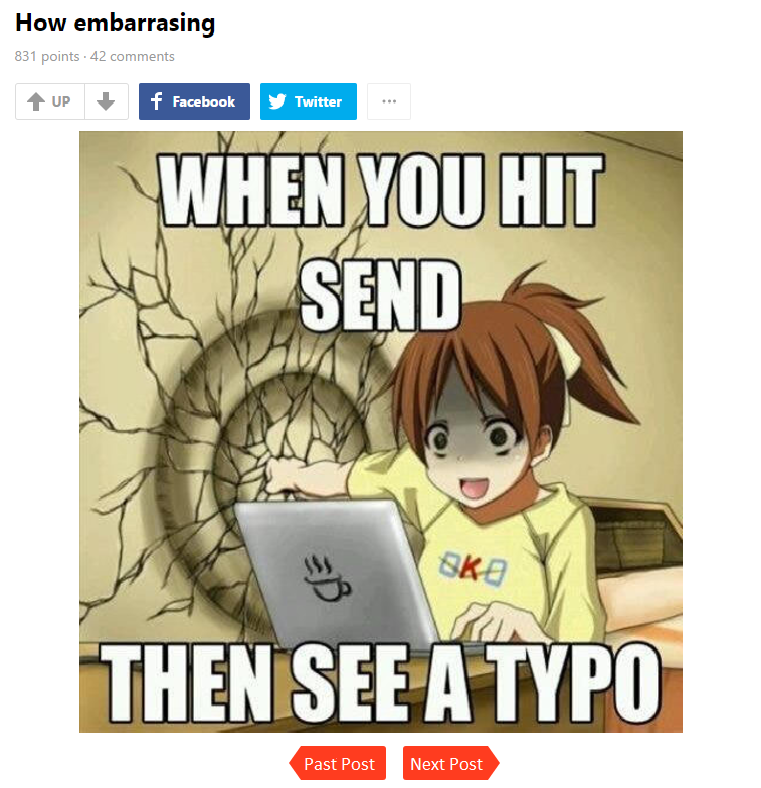 How embarrasing
831 points · 42 comments
UP
Facebook
Twitter
...
WHEN YOU HIT
SEND
OKO
THEN SEE A TYPO
Past Post
Next Post